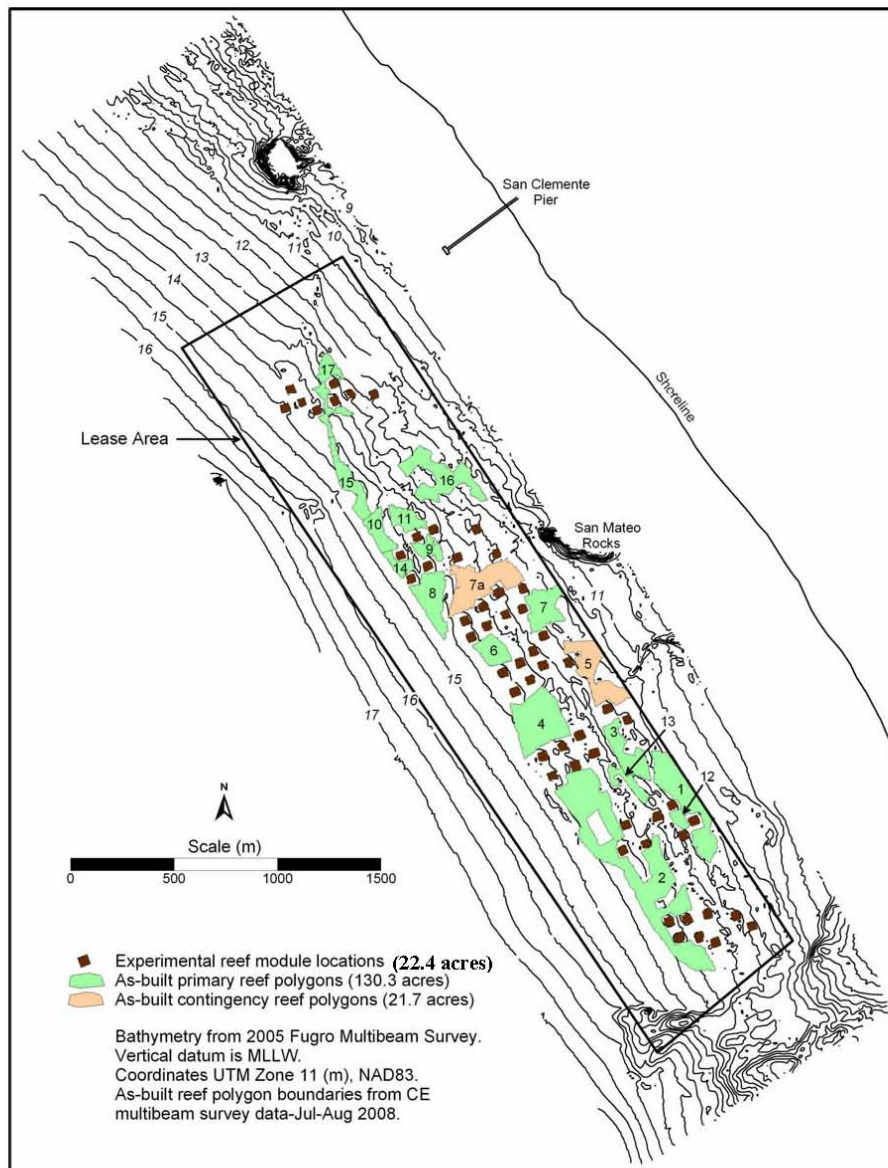 San Clemente
Pier
9
10
11
12
13
14
15
16
Shoreline
Lease Area
17
15
16
10
11
9
14
8
7a
7
San Mateo
Rocks
11
6
5
15
16
17
4
3
13
1
12
2
N
Scale (m)
0 500 1000 1500
Experimental reef module locations (22.4 acres)
As-built primary reef polygons (130.3 acres)
As-built contingency reef polygons (21.7 acres)
Bathymetry from 2005 Fugro Multibeam Survey.
Vertical datum is MLLW.
Coordinates UTM Zone 11 (m), NAD83.
As-built reef polygon boundaries from CE
multibeam survey data-Jul-Aug 2008.